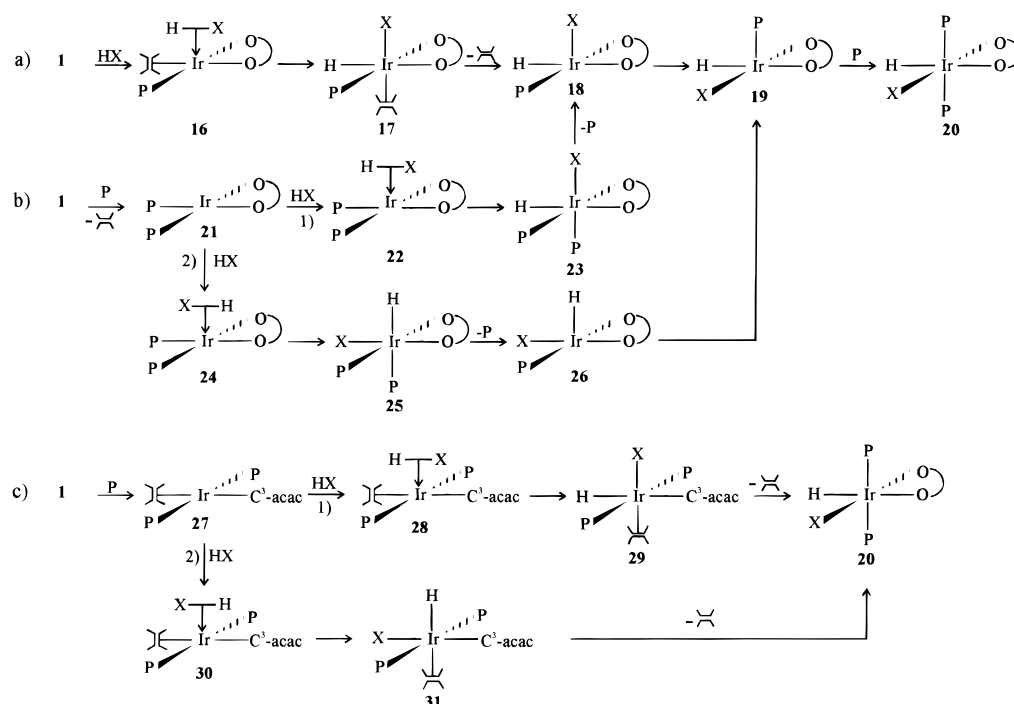 H X X P P
a) 1 HX Ir O O H Ir O O - H Ir O O H Ir O O P H Ir O O
P P P X X P
16 17 18 19 20
-P
H X X
b) 1 P - P Ir O O HX 1) P Ir O O H Ir O O
P P P P
21 22 23
2) HX
X H H H
P Ir O O X Ir O O -P X Ir O O
P P P P
24 25 26
H X X P
c) 1 P Ir P C³-acac HX 1) Ir P C³-acac H Ir P C³-acac - H Ir O O
P P P X P
27 28 29 20
2) HX
X H H
Ir P C³-acac X Ir P C³-acac -
P P
30 31